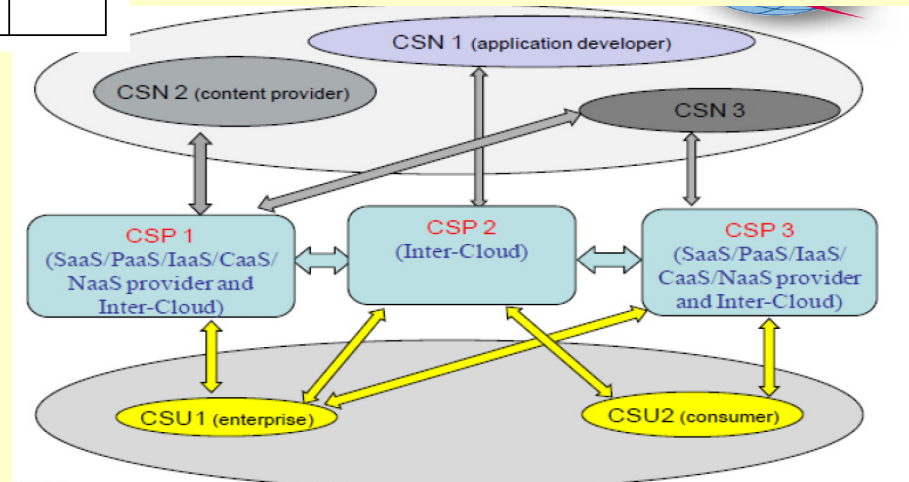 CSN 1 (application developer)
CSN 2 (content provider)
CSN 3
CSP 1
(SaaS/PaaS/IaaS/CaaS/
NaaS provider and
Inter-Cloud)
CSP 2
(Inter-Cloud)
CSP 3
(SaaS/PaaS/IaaS/
CaaS/NaaS provider
and Inter-Cloud)
CSU1 (enterprise)
CSU2 (consumer)